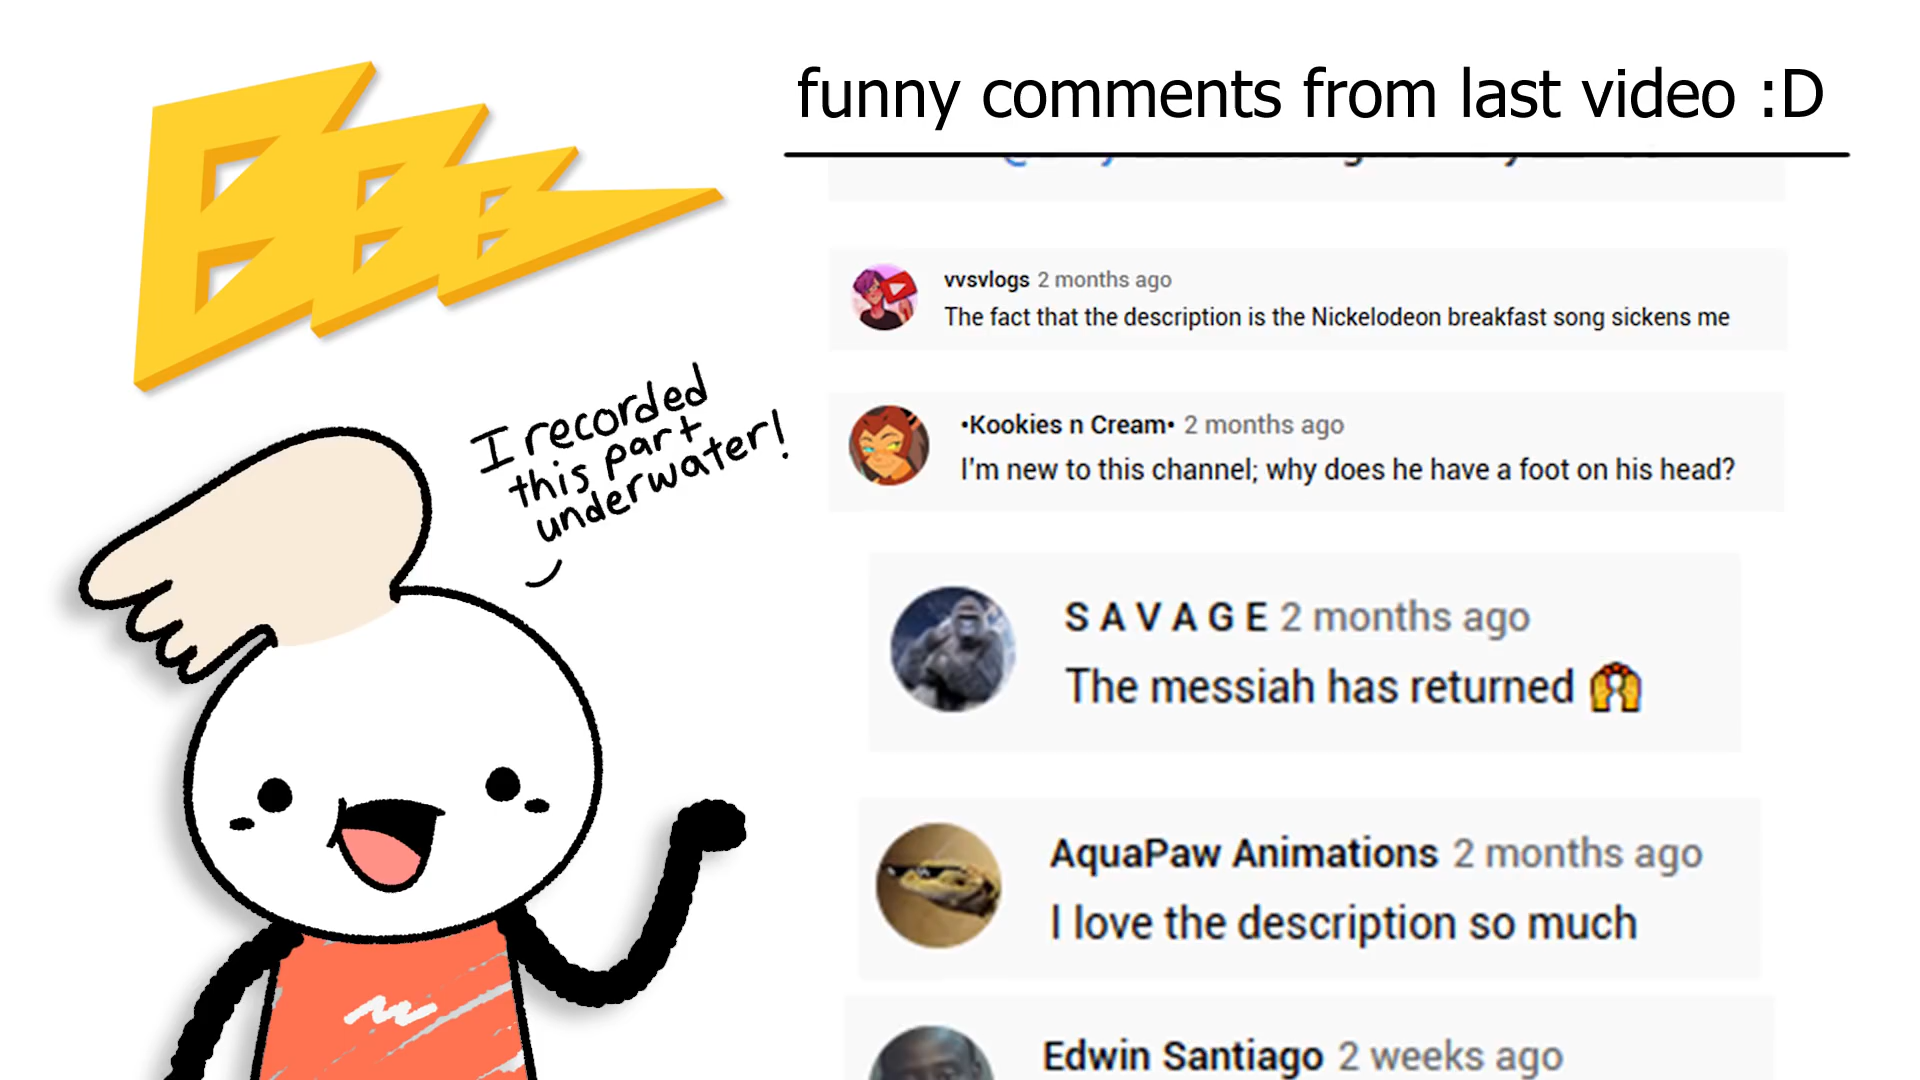 funny comments from last video :D
EEE
I recorded
this part
underwater!
vvsvlogs 2 months ago
The fact that the description is the Nickelodeon breakfast song sickens me
•Kookies n Cream• 2 months ago
I'm new to this channel; why does he have a foot on his head?
S A V A G E 2 months ago
The messiah has returned 🙌
AquaPaw Animations 2 months ago
I love the description so much
Edwin Santiago 2 weeks ago